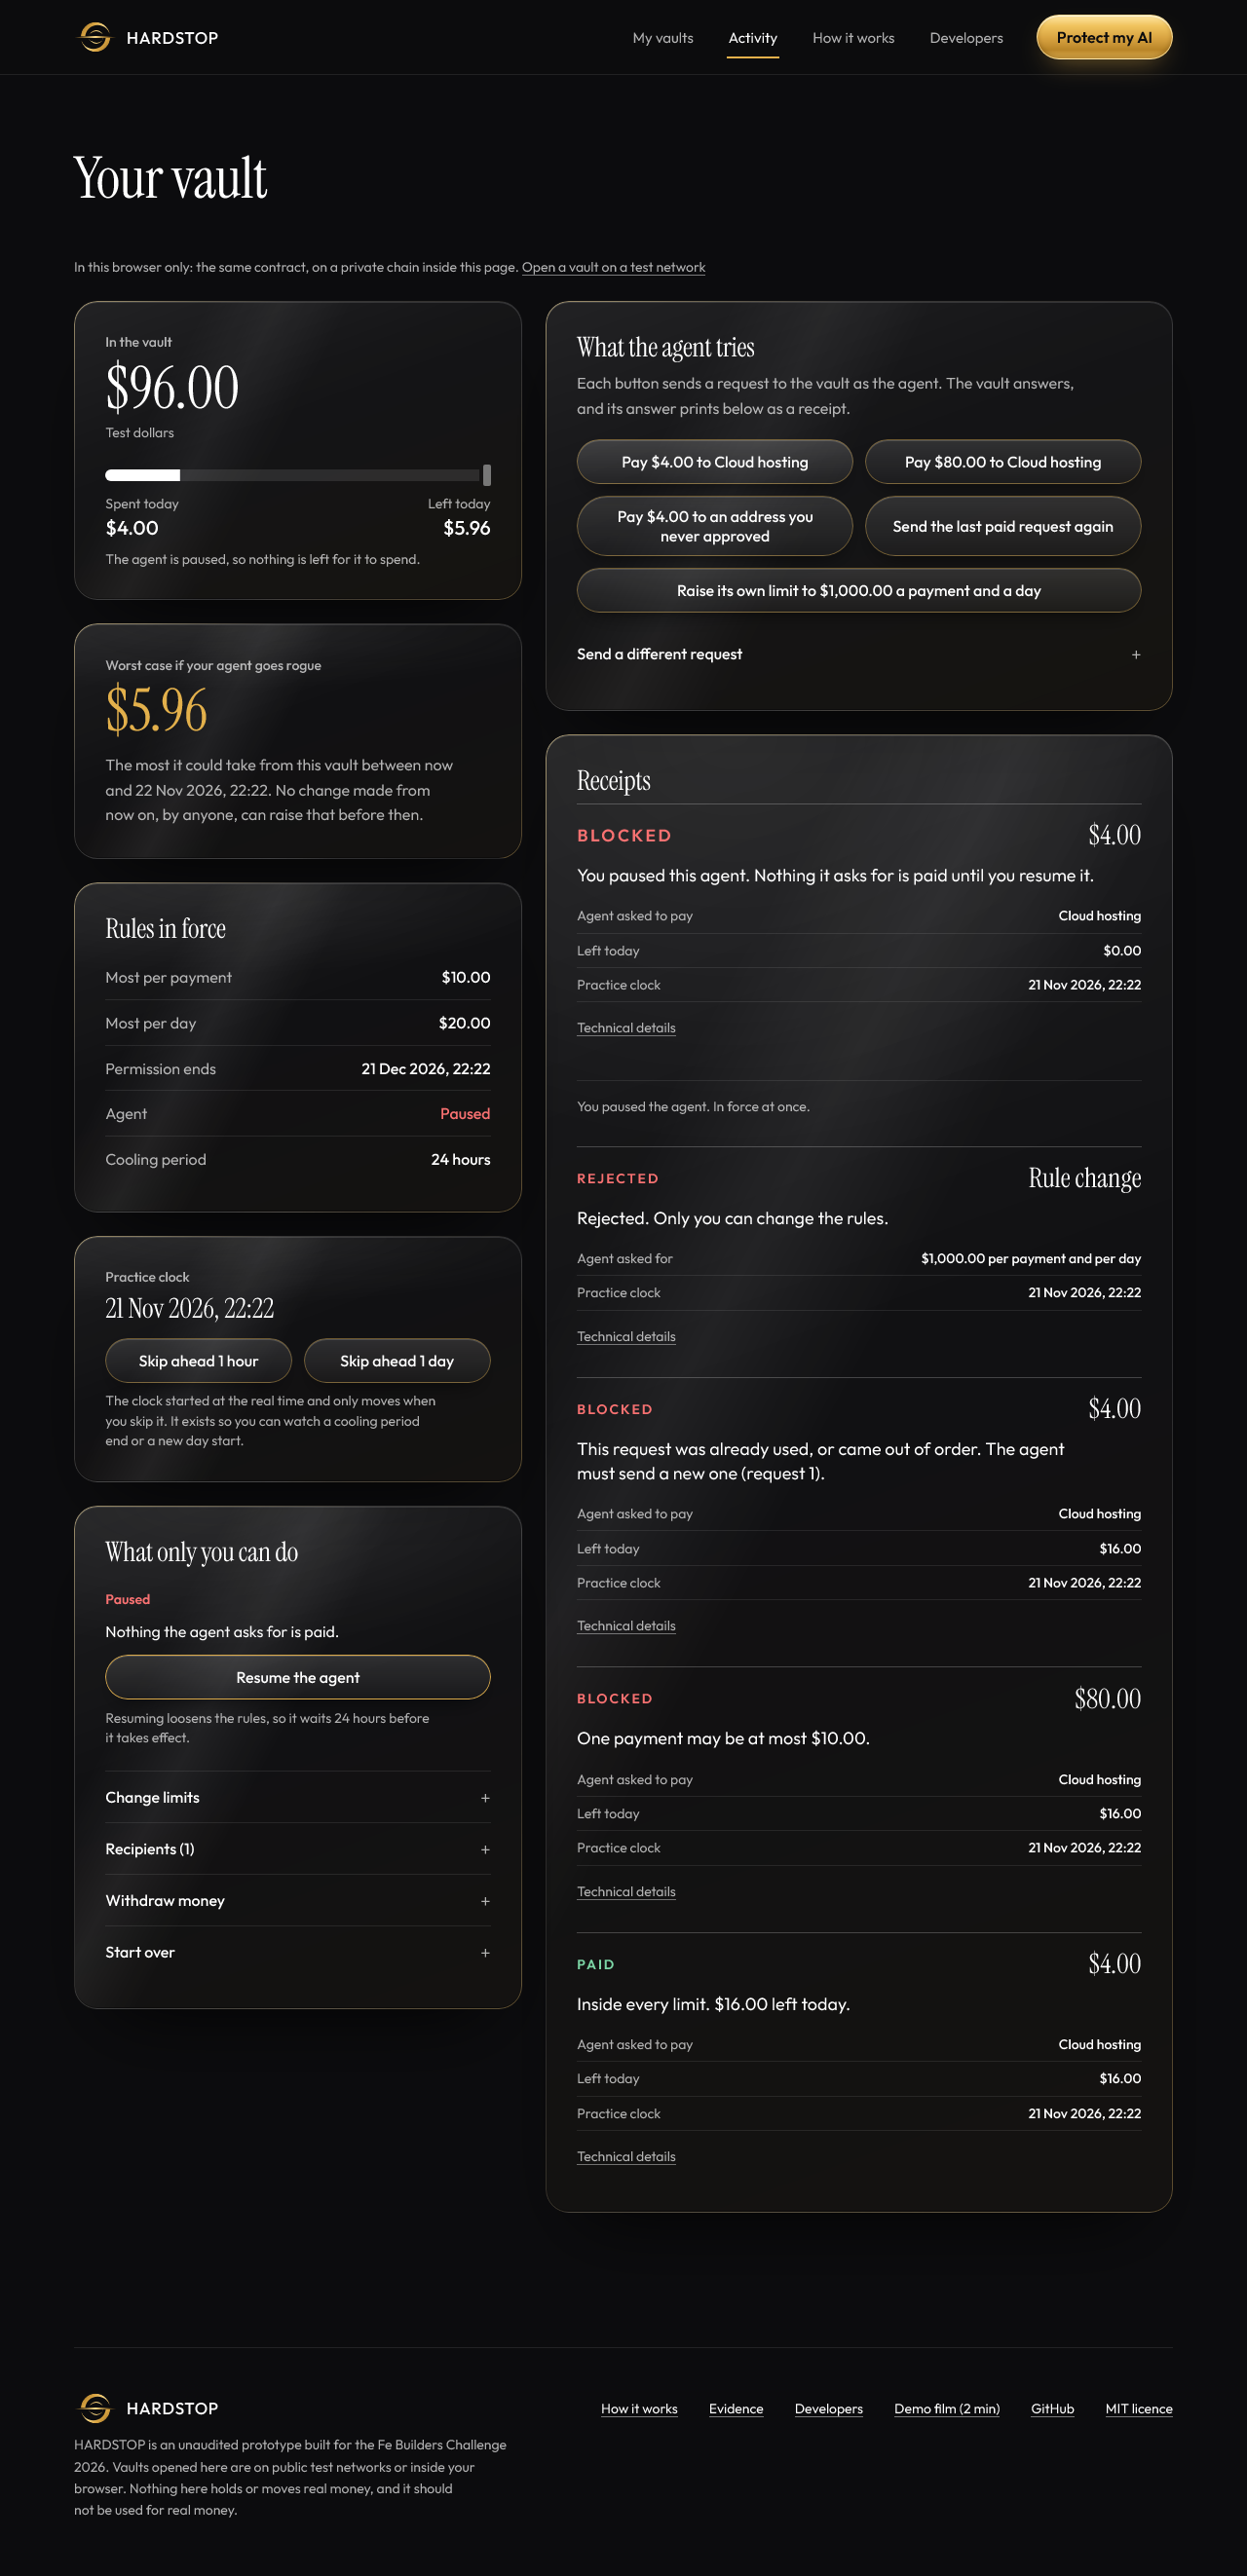 HARDSTOP
My vaults
Activity
How it works
Developers
Protect my AI
Your vault
In this browser only: the same contract, on a private chain inside this page. Open a vault on a test network
In the vault
$96.00
Test dollars
Spent today
Left today
$4.00
$5.96
The agent is paused, so nothing is left for it to spend.
Worst case if your agent goes rogue
$5.96
The most it could take from this vault between now
and 22 Nov 2026, 22:22. No change made from
now on, by anyone, can raise that before then.
Rules in force
Most per payment $10.00
Most per day $20.00
Permission ends 21 Dec 2026, 22:22
Agent Paused
Cooling period 24 hours
Practice clock
21 Nov 2026, 22:22
Skip ahead 1 hour
Skip ahead 1 day
The clock started at the real time and only moves when
you skip it. It exists so you can watch a cooling period
end or a new day start.
What only you can do
Paused
Nothing the agent asks for is paid.
Resume the agent
Resuming loosens the rules, so it waits 24 hours before
it takes effect.
Change limits +
Recipients (1) +
Withdraw money +
Start over +
What the agent tries
Each button sends a request to the vault as the agent. The vault answers,
and its answer prints below as a receipt.
Pay $4.00 to Cloud hosting
Pay $80.00 to Cloud hosting
Pay $4.00 to an address you
never approved
Send the last paid request again
Raise its own limit to $1,000.00 a payment and a day
Send a different request +
Receipts
BLOCKED $4.00
You paused this agent. Nothing it asks for is paid until you resume it.
Agent asked to pay Cloud hosting
Left today $0.00
Practice clock 21 Nov 2026, 22:22
Technical details
You paused the agent. In force at once.
REJECTED Rule change
Rejected. Only you can change the rules.
Agent asked for $1,000.00 per payment and per day
Practice clock 21 Nov 2026, 22:22
Technical details
BLOCKED $4.00
This request was already used, or came out of order. The agent
must send a new one (request 1).
Agent asked to pay Cloud hosting
Left today $16.00
Practice clock 21 Nov 2026, 22:22
Technical details
BLOCKED $80.00
One payment may be at most $10.00.
Agent asked to pay Cloud hosting
Left today $16.00
Practice clock 21 Nov 2026, 22:22
Technical details
PAID $4.00
Inside every limit. $16.00 left today.
Agent asked to pay Cloud hosting
Left today $16.00
Practice clock 21 Nov 2026, 22:22
Technical details
HARDSTOP
How it works
Evidence
Developers
Demo film (2 min)
GitHub
MIT licence
HARDSTOP is an unaudited prototype built for the Fe Builders Challenge
2026. Vaults opened here are on public test networks or inside your
browser. Nothing here holds or moves real money, and it should
not be used for real money.